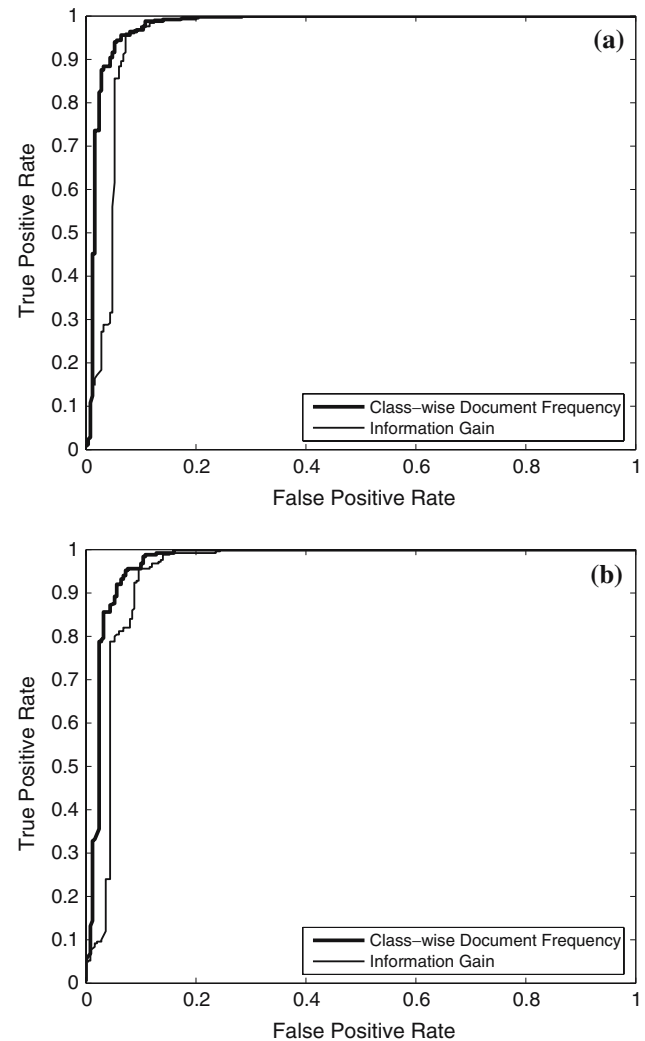 (a)
True Positive Rate
1
0.9
0.8
0.7
0.6
0.5
0.4
0.3
0.2
0.1
0
Class−wise Document Frequency
Information Gain
0 0.2 0.4 0.6 0.8 1
False Positive Rate
(b)
True Positive Rate
1
0.9
0.8
0.7
0.6
0.5
0.4
0.3
0.2
0.1
0
Class−wise Document Frequency
Information Gain
0 0.2 0.4 0.6 0.8 1
False Positive Rate